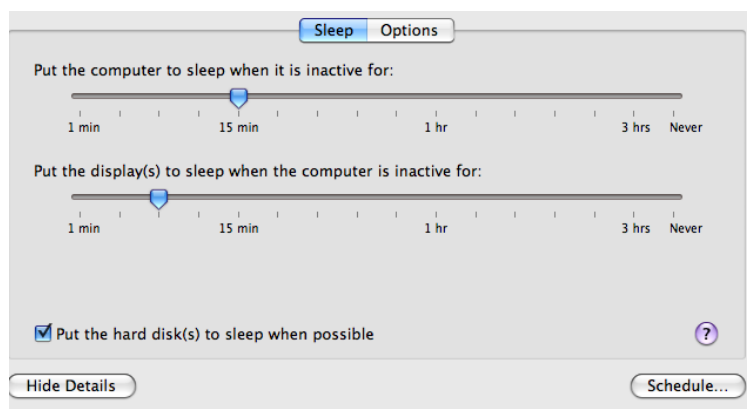 Sleep Options
Put the computer to sleep when it is inactive for:
1 min 15 min 1 hr 3 hrs Never
Put the display(s) to sleep when the computer is inactive for:
1 min 15 min 1 hr 3 hrs Never
Put the hard disk(s) to sleep when possible ?
Hide Details Schedule...